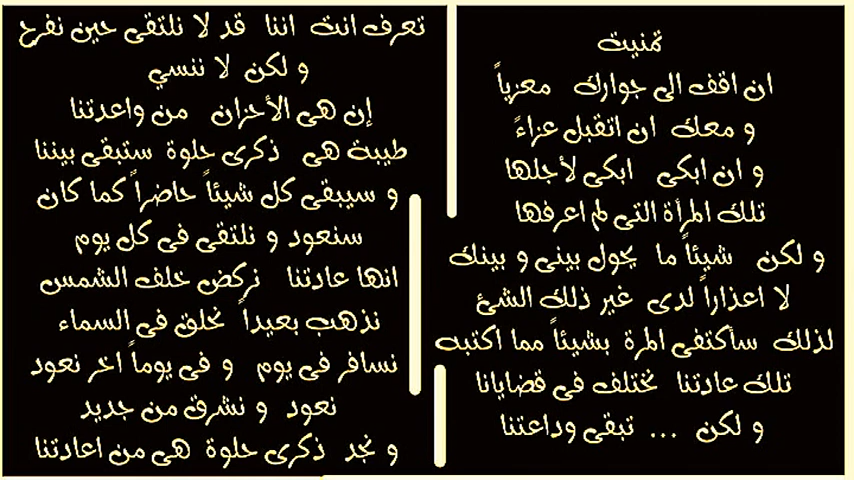 تمنيت
ان اقف الى جوارك معزياً
و معك ان اتقبل عزاءً
و ان ابكى ابكى لأجلها
تلك المرأة التى لم اعرفها
و لكن شيئاً ما يحول بينى و بينك
لا اعذاراً لدى غير ذلك الشئ
لذلك سأكتفى المرة بشيئاً مما اكتبه
تلك عادتنا نختلف فى قضايانا
و لكن ... تبقى وداعتنا
تعرف انت اننا قد لا نلتقى حين نفرح
و لكن لا ننسي
إن هى الأحزان من واعدتنا
طيبة هى ذكرى حلوة ستبقى بيننا
و سيبقى كل شيئاً حاضراً كما كان
سنعود و نلتقى فى كل يوم
انها عادتنا نركض خلف الشمس
نذهب بعيداً نحلق فى السماء
نسافر فى يوم و فى يوماً اخر نعود
نعود و نشرق من جديد
و نجد ذكرى حلوة هى من اعادتنا